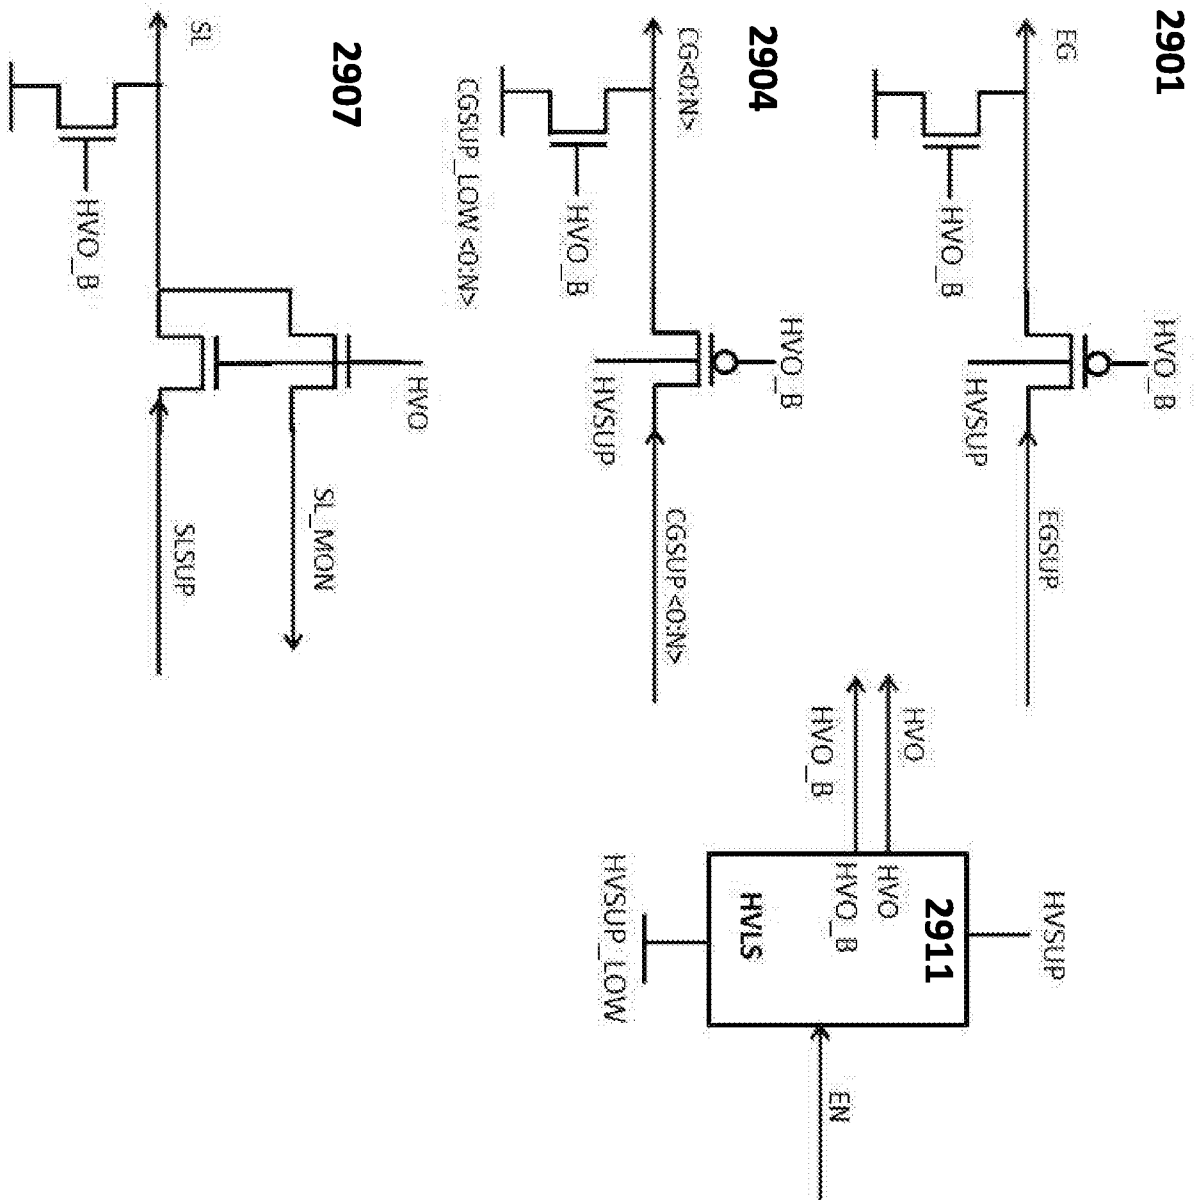 2901
EG
HVO_B
HVO_B
HVSUP
EGSUP
2904
CG<0:N>
HVO_B
HVO_B
HVSUP
CGSUP <0:N>
CGSUP_LOW <0:N>
2907
SL
HVO_B
HVO
SL_MON
SLSUP
HVSUP
2911
HVO
HVO
HVO_B
HVO_B
HVLS
HVSUP_LOW
EN